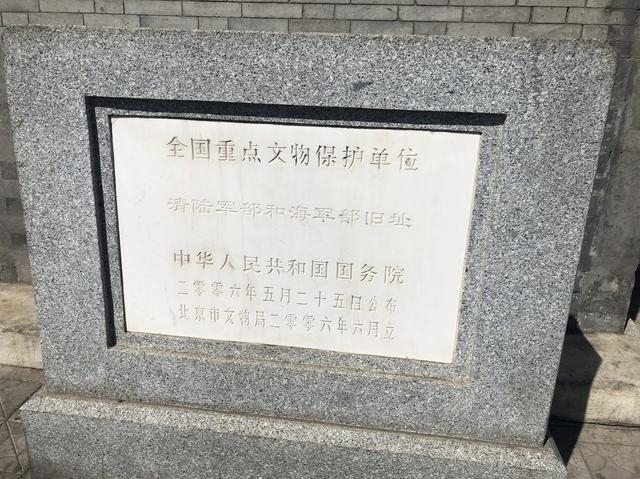 全国重点文物保护单位
清陆军部和海军部旧址
中华人民共和国国务院
二零零六年五月二十五日公布
北京市文物局二零零六年六月立